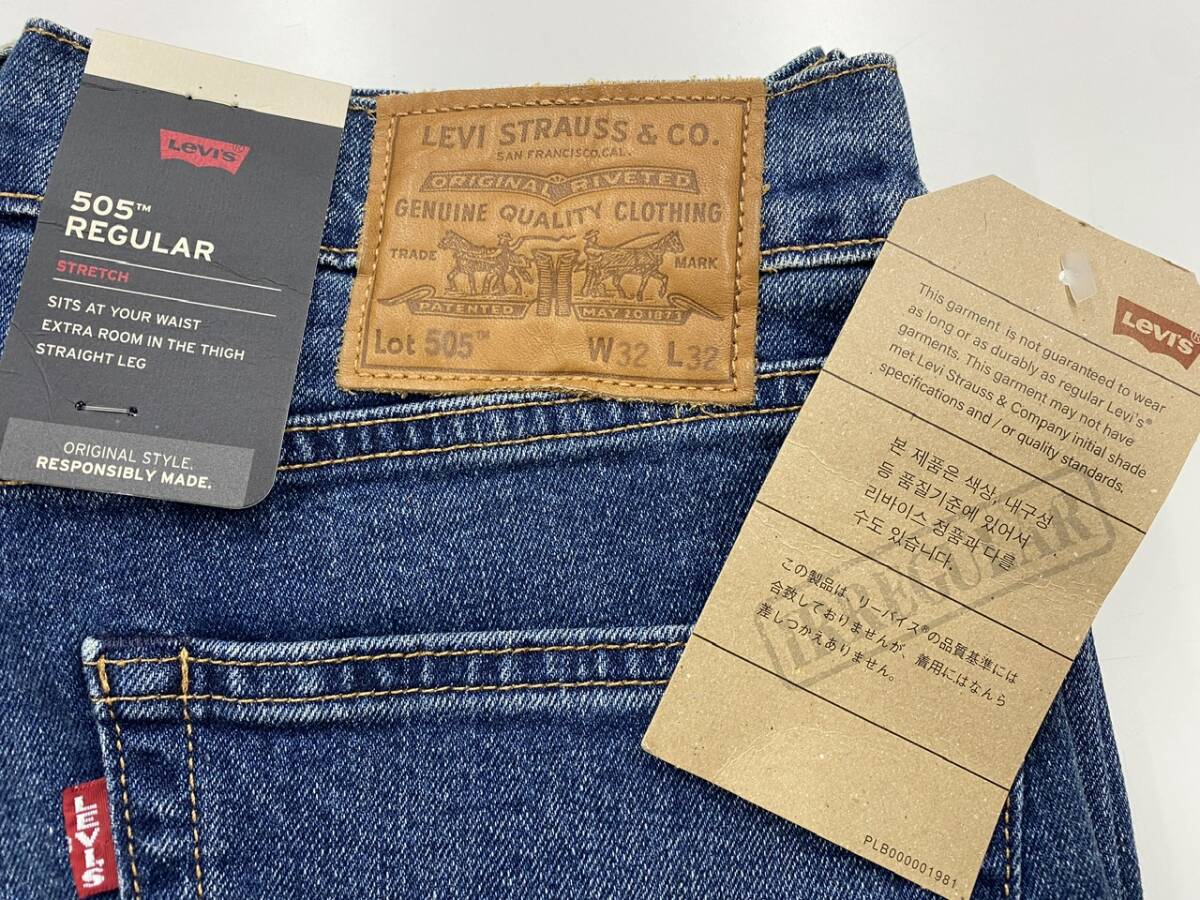 Levi's®
505™
REGULAR
STRETCH
SITS AT YOUR WAIST
EXTRA ROOM IN THE THIGH
STRAIGHT LEG
ORIGINAL STYLE.
RESPONSIBLY MADE.
LEVI STRAUSS & CO.
SAN FRANCISCO, CAL.
ORIGINAL RIVETED
GENUINE QUALITY CLOTHING
TRADE MARK
PATENTED MAY 20 1873
Lot 505™ W32 L32
Levi's®
This garment is not guaranteed to wear
as long or as durably as regular Levi's®
garments. This garment may not have
met Levi Strauss & Company initial shade
specifications and / or quality standards.
본 제품은 색상, 내구성
등 품질기준에 있어서
리바이스 정품과 다를
수도 있습니다.
IRREGULAR
この製品は、リーバイス®の品質基準には
合致しておりませんが、着用にはなんら
差しつかえありません。
PLB000001981
LEVI'S